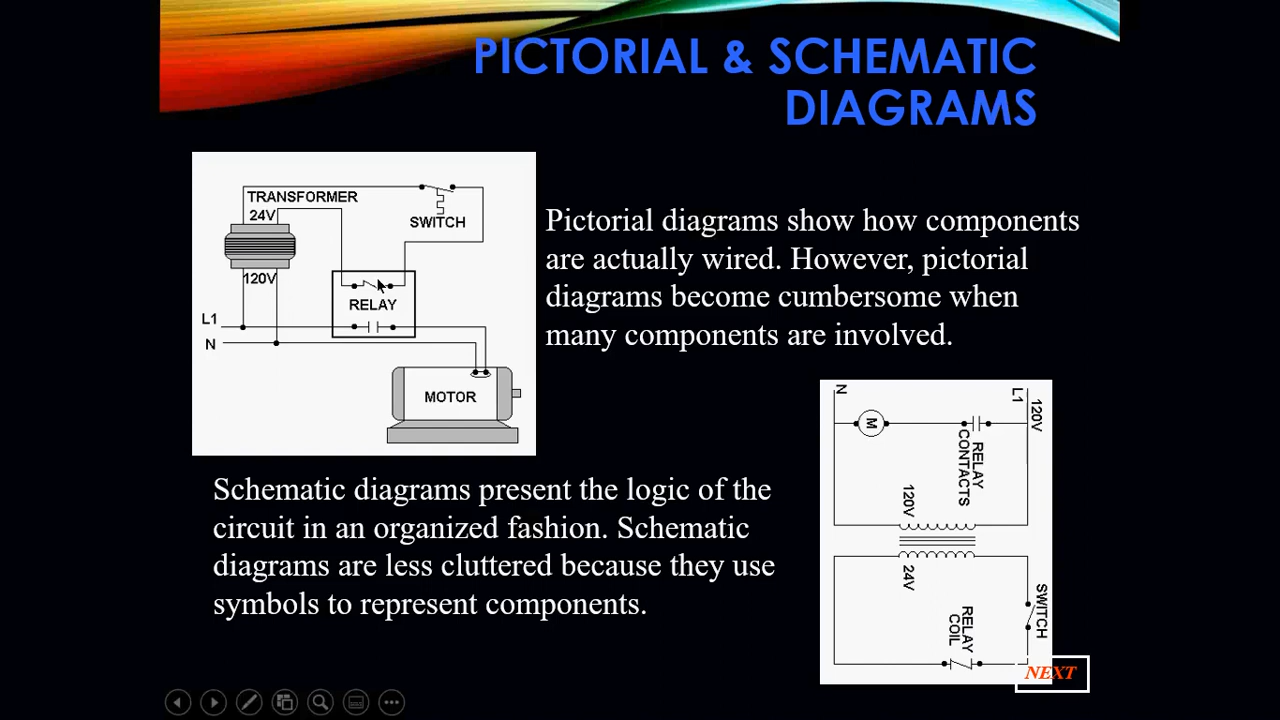 PICTORIAL & SCHEMATIC
DIAGRAMS
TRANSFORMER
24V
SWITCH
120V
RELAY
L1
N
MOTOR
Pictorial diagrams show how components
are actually wired. However, pictorial
diagrams become cumbersome when
many components are involved.
Schematic diagrams present the logic of the
circuit in an organized fashion. Schematic
diagrams are less cluttered because they use
symbols to represent components.
N
L1
120V
M
RELAY
CONTACTS
120V
24V
SWITCH
RELAY
COIL
NEXT